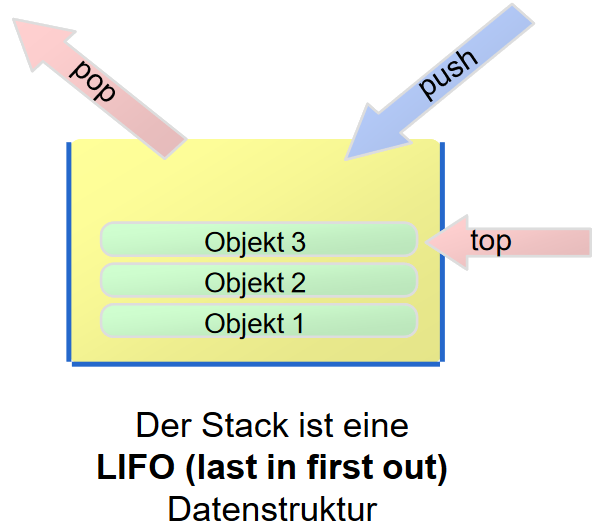 pop
push
Objekt 3
top
Objekt 2
Objekt 1
Der Stack ist eine
LIFO (last in first out)
Datenstruktur